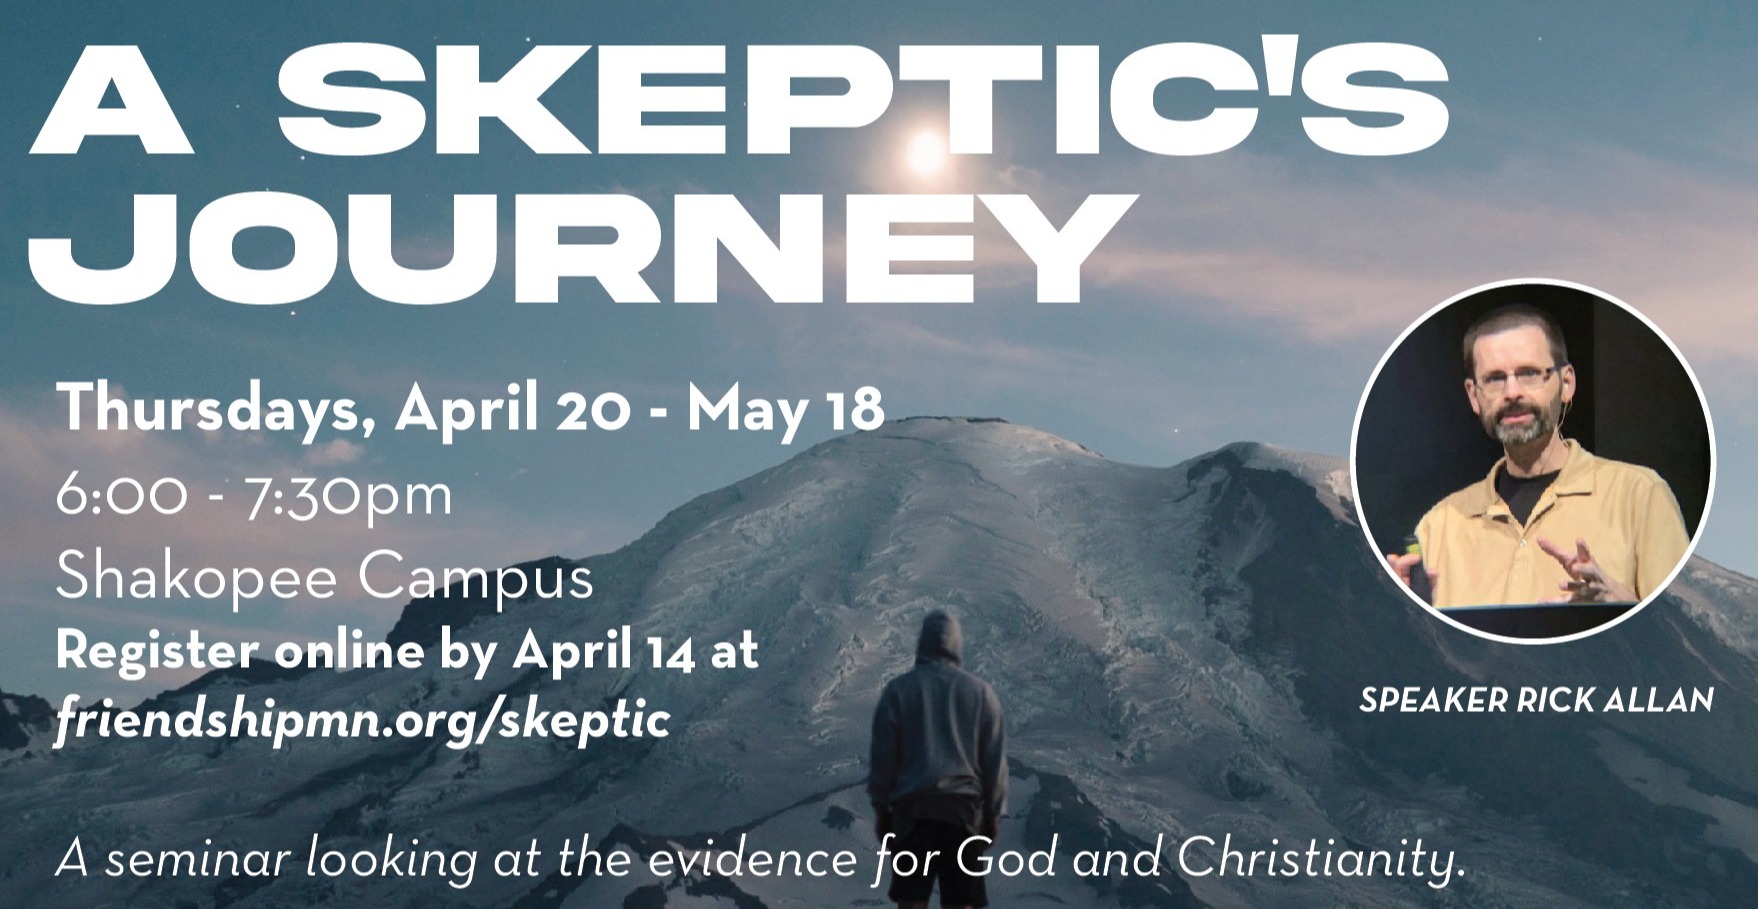 A SKEPTIC'S
JOURNEY
Thursdays, April 20 - May 18
6:00 - 7:30pm
Shakopee Campus
Register online by April 14 at
friendshipmn.org/skeptic
SPEAKER RICK ALLAN
A seminar looking at the evidence for God and Christianity.